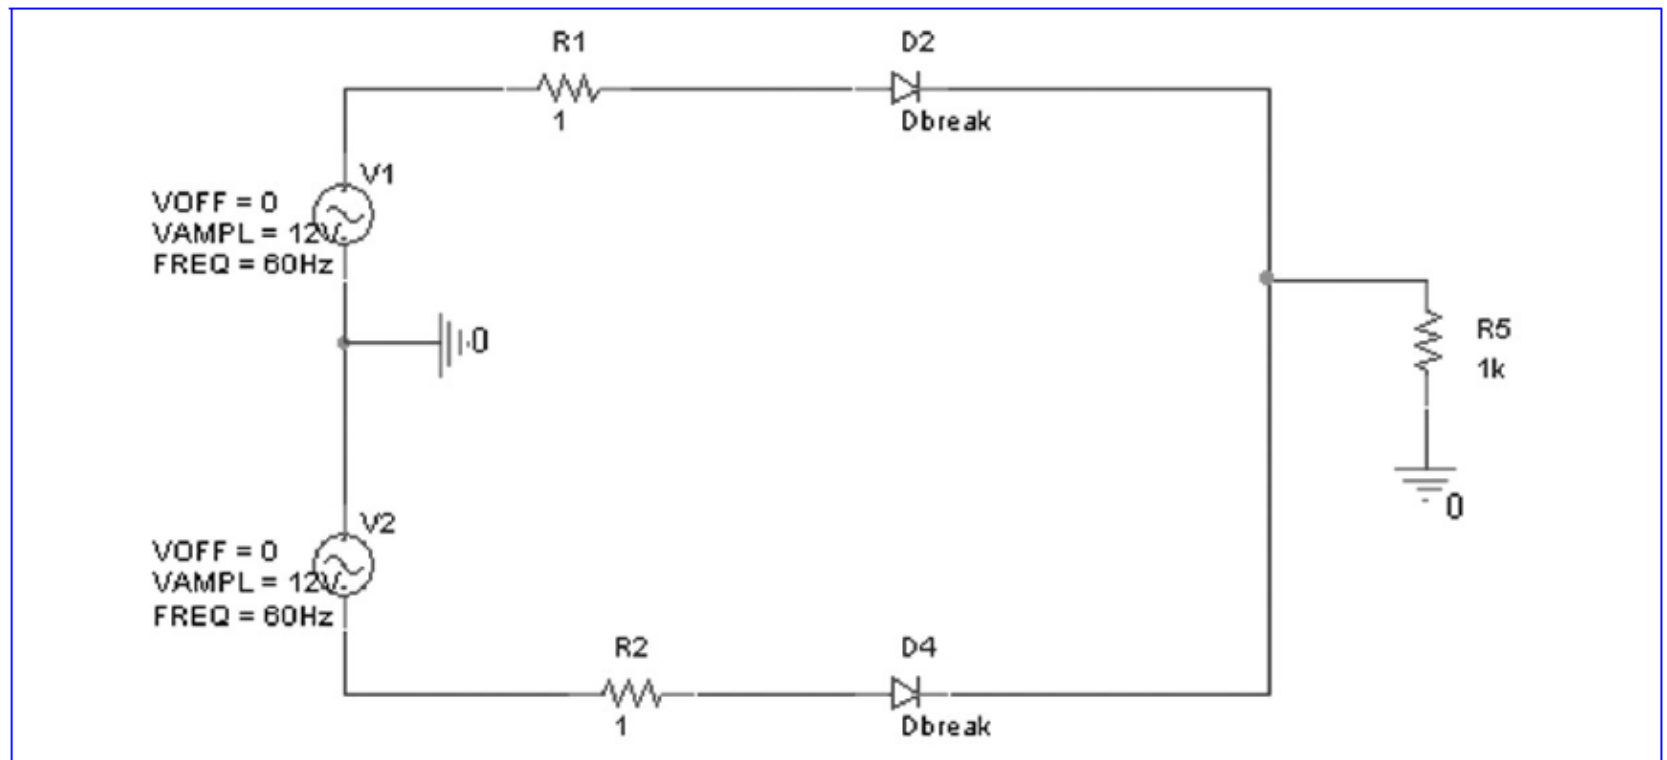 R1
1
D2
Dbreak
V1
VOFF = 0
VAMPL = 12V
FREQ = 60Hz
0
R5
1k
0
V2
VOFF = 0
VAMPL = 12V
FREQ = 60Hz
R2
1
D4
Dbreak